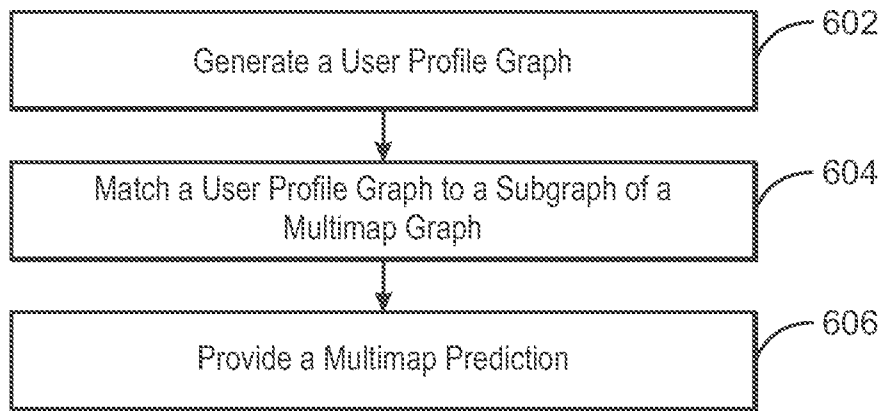 Generate a User Profile Graph
602
Match a User Profile Graph to a Subgraph of a
Multimap Graph
604
Provide a Multimap Prediction
606